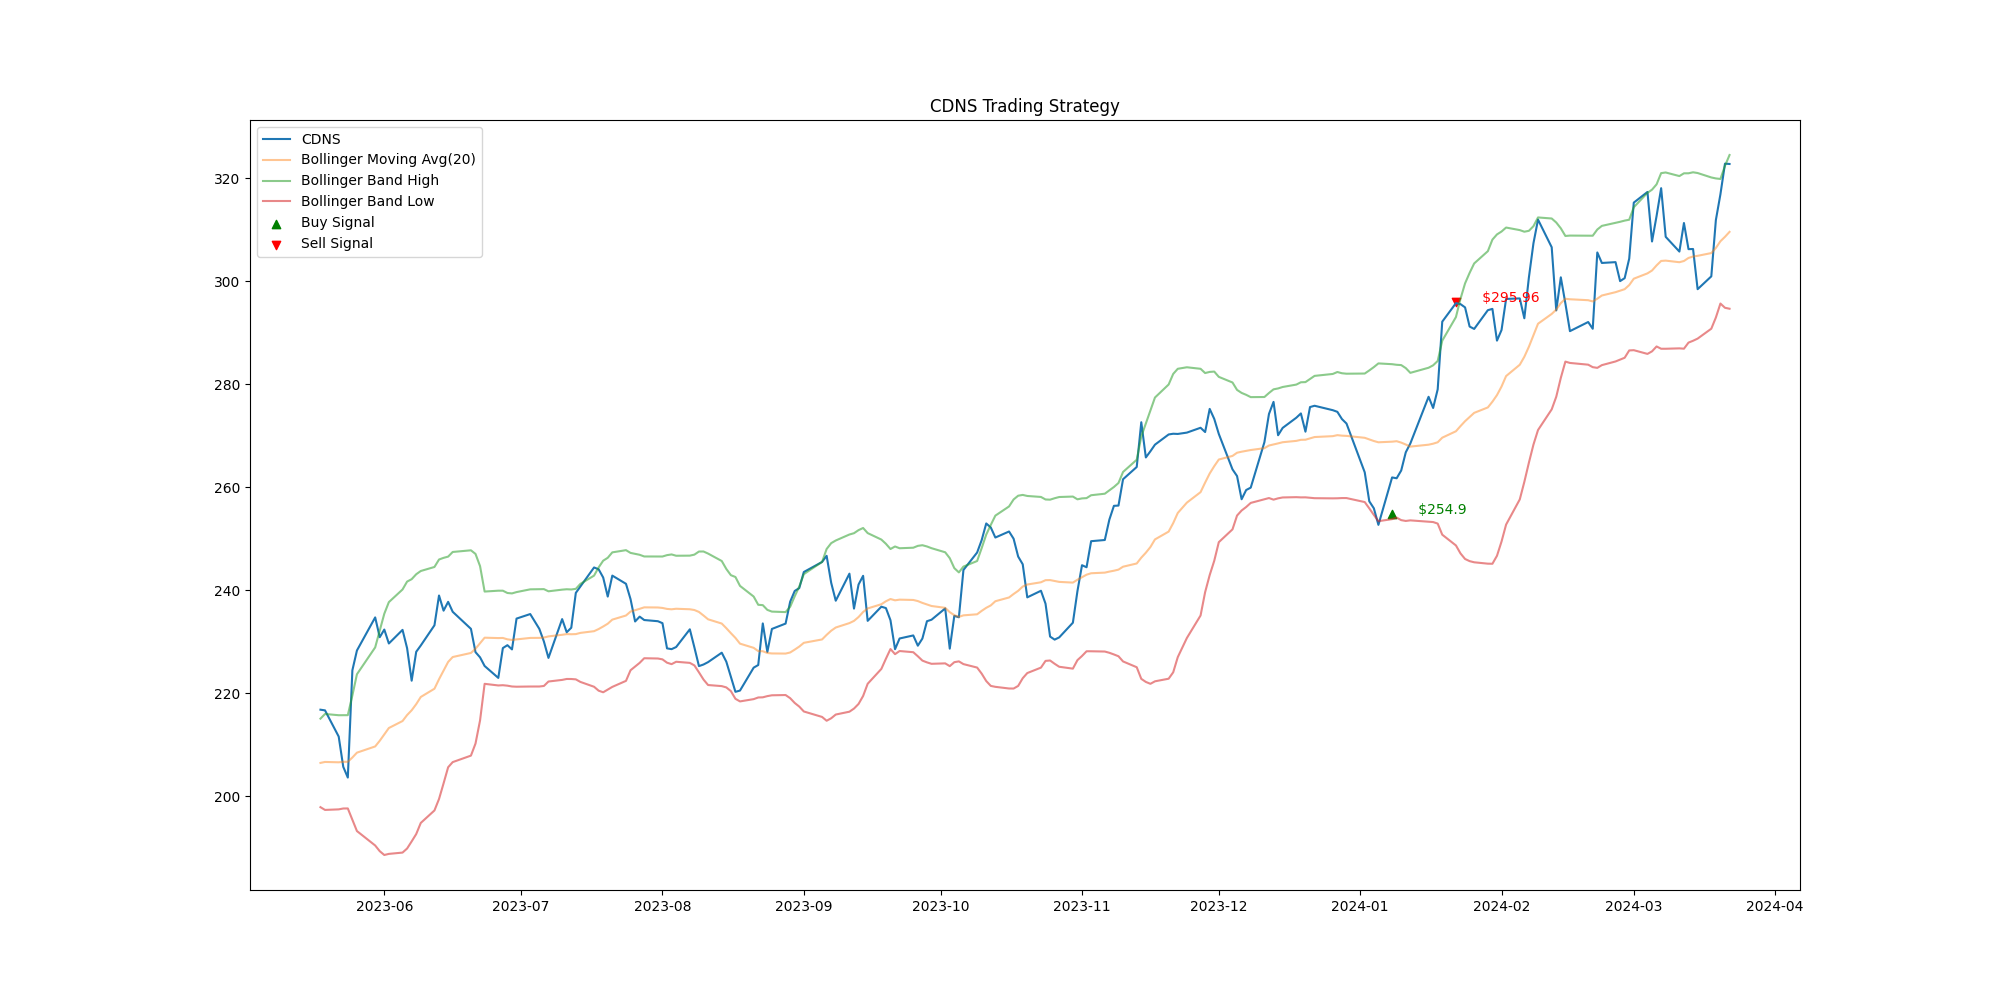 CDNS Trading Strategy
CDNS
Bollinger Moving Avg(20)
Bollinger Band High
Bollinger Band Low
Buy Signal
Sell Signal
320
300
280
260
240
220
200
$295.96
$254.9
2023-06
2023-07
2023-08
2023-09
2023-10
2023-11
2023-12
2024-01
2024-02
2024-03
2024-04